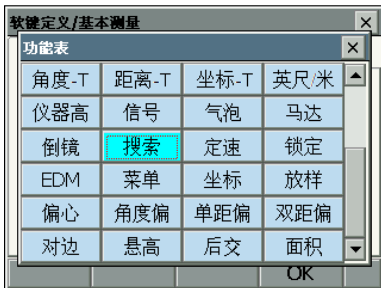 软键定义/基本测量
功能表
角度-T 距离-T 坐标-T 英尺/米
仪器高 信号 气泡 马达
倒镜 搜索 定速 锁定
EDM 菜单 坐标 放样
偏心 角度偏 单距偏 双距偏
对边 悬高 后交 面积
OK